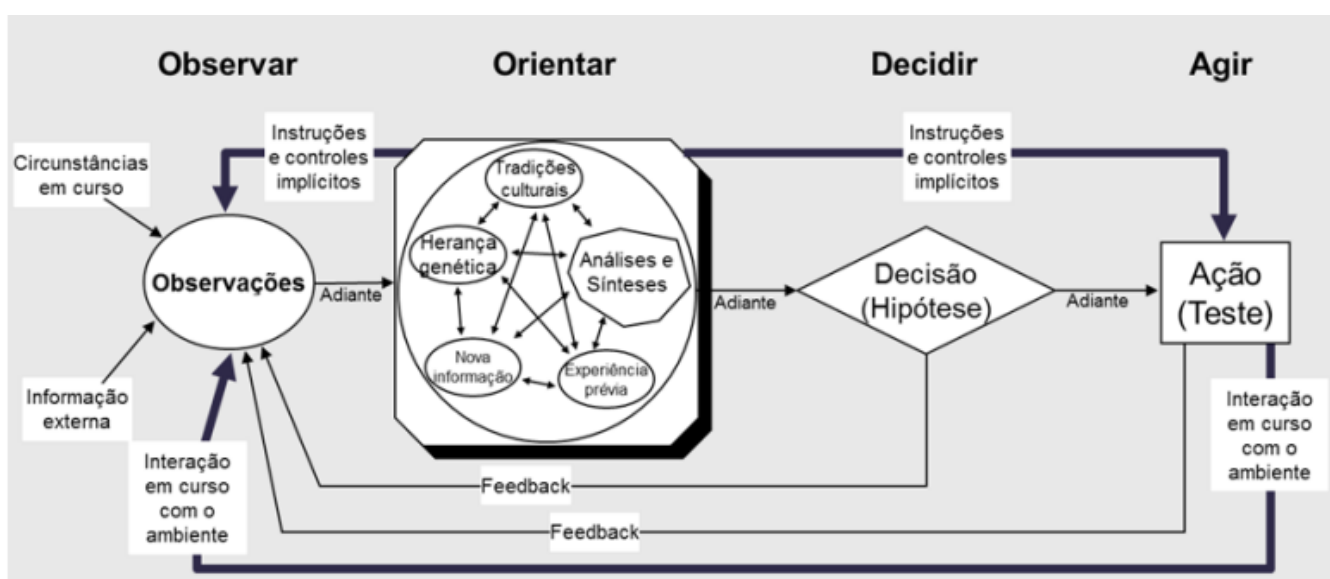 Observar
Orientar
Decidir
Agir
Instruções
e controles
implícitos
Instruções
e controles
implícitos
Circunstâncias
em curso
Tradições
culturais
Herança
genética
Análises e
Sínteses
Observações
Adiante
Decisão
(Hipótese)
Ação
(Teste)
Adiante
Adiante
Nova
informação
Experiência
prévia
Informação
externa
Interação
em curso
com o
ambiente
Interação
em curso
com o
ambiente
Feedback
Feedback